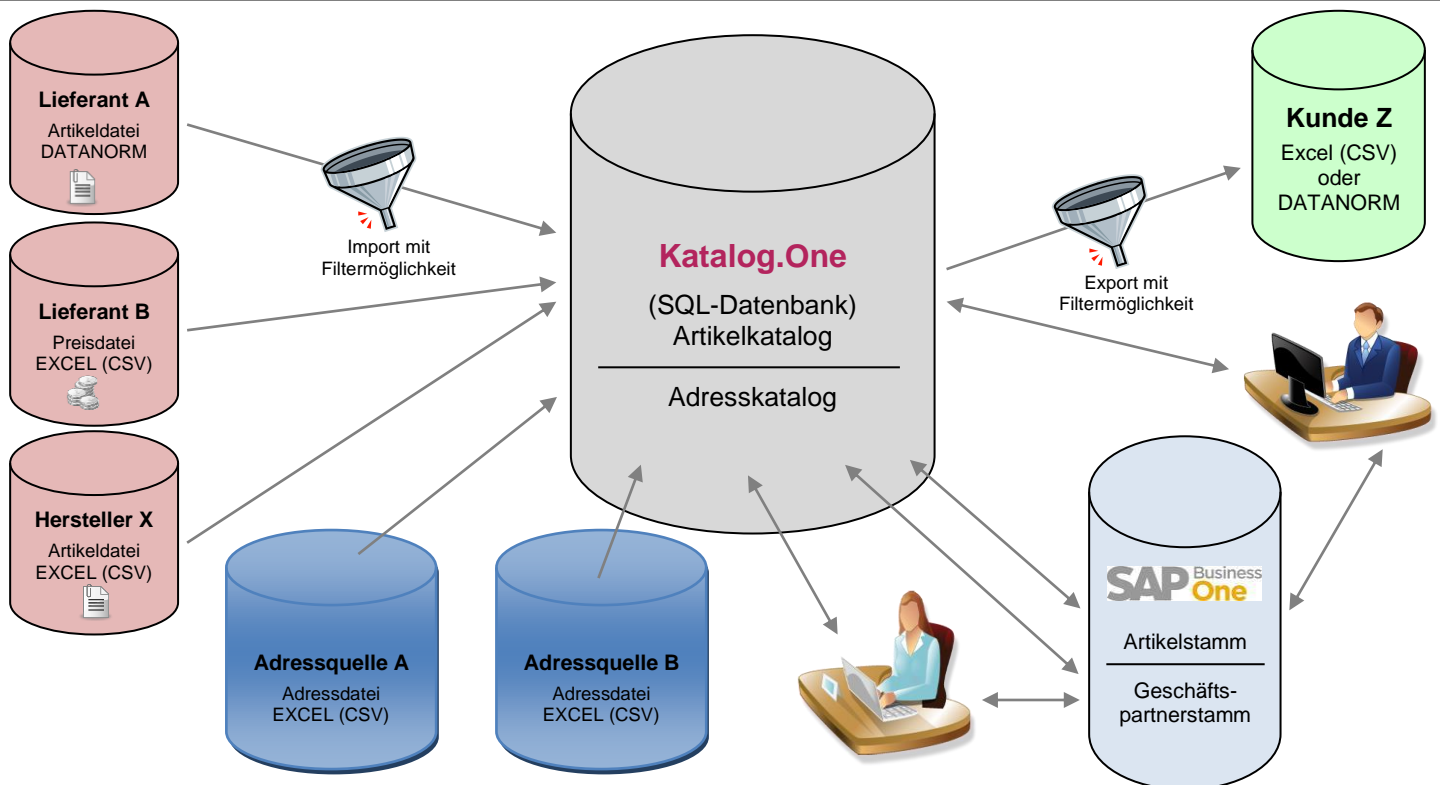 Lieferant A
Artikeldatei
DATANORM
Lieferant B
Preisdatei
EXCEL (CSV)
Hersteller X
Artikeldatei
EXCEL (CSV)
Import mit
Filtermöglichkeit
Adressquelle A
Adressdatei
EXCEL (CSV)
Adressquelle B
Adressdatei
EXCEL (CSV)
Katalog.One
(SQL-Datenbank)
Artikelkatalog
Adresskatalog
Export mit
Filtermöglichkeit
Kunde Z
Excel (CSV)
oder
DATANORM
SAP Business
One
Artikelstamm
Geschäfts-
partnerstamm